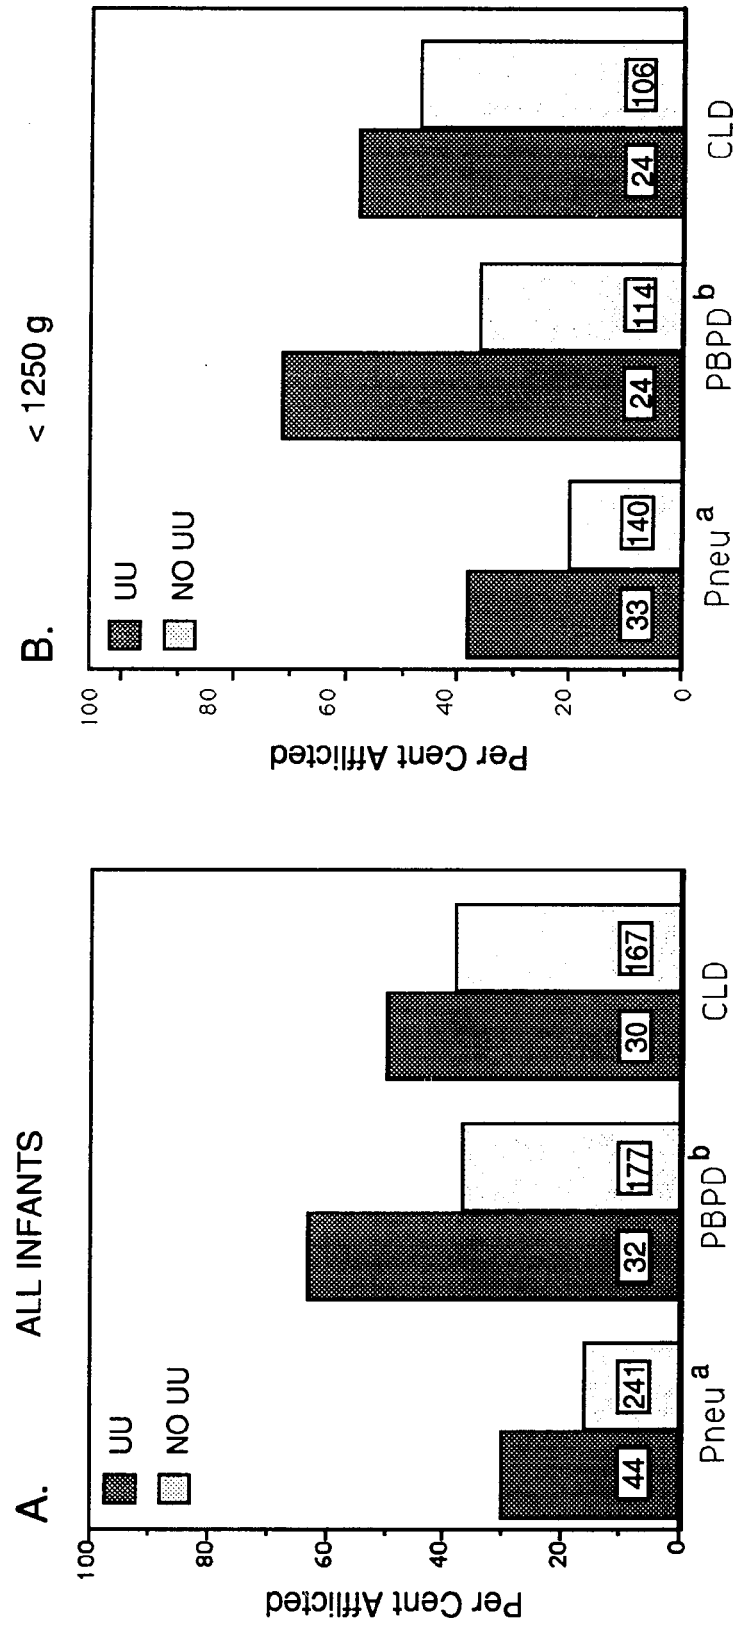 A.
ALL INFANTS
UU
NO UU
Per Cent Afflicted
100
80
60
40
20
0
44
241
32
177
30
167
Pneu a
PBPD b
CLD
B.
< 1250 g
UU
NO UU
Per Cent Afflicted
100
80
60
40
20
0
33
140
24
114
24
106
Pneu a
PBPD b
CLD